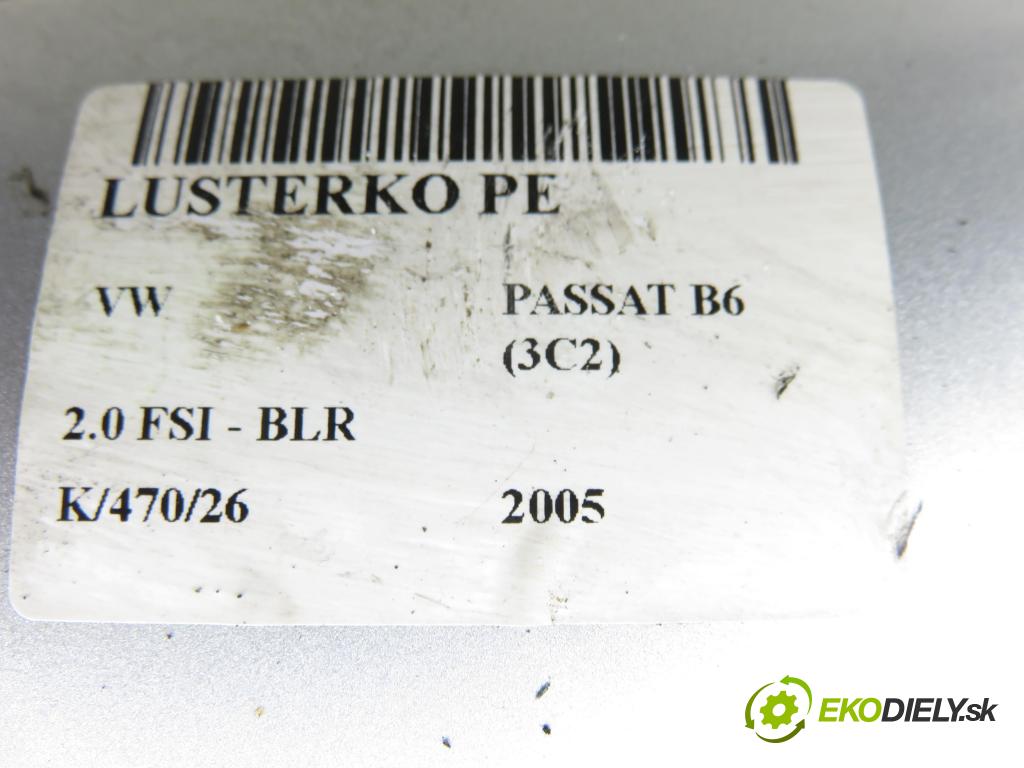 LUSTERKO PE
VW PASSAT B6
(3C2)
2.0 FSI - BLR
K/470/26 2005
EKODIELY.sk